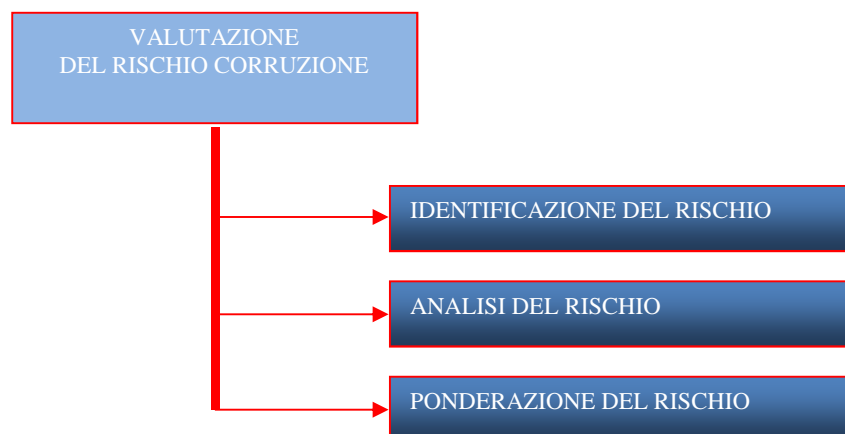 VALUTAZIONE
DEL RISCHIO CORRUZIONE
IDENTIFICAZIONE DEL RISCHIO
ANALISI DEL RISCHIO
PONDERAZIONE DEL RISCHIO